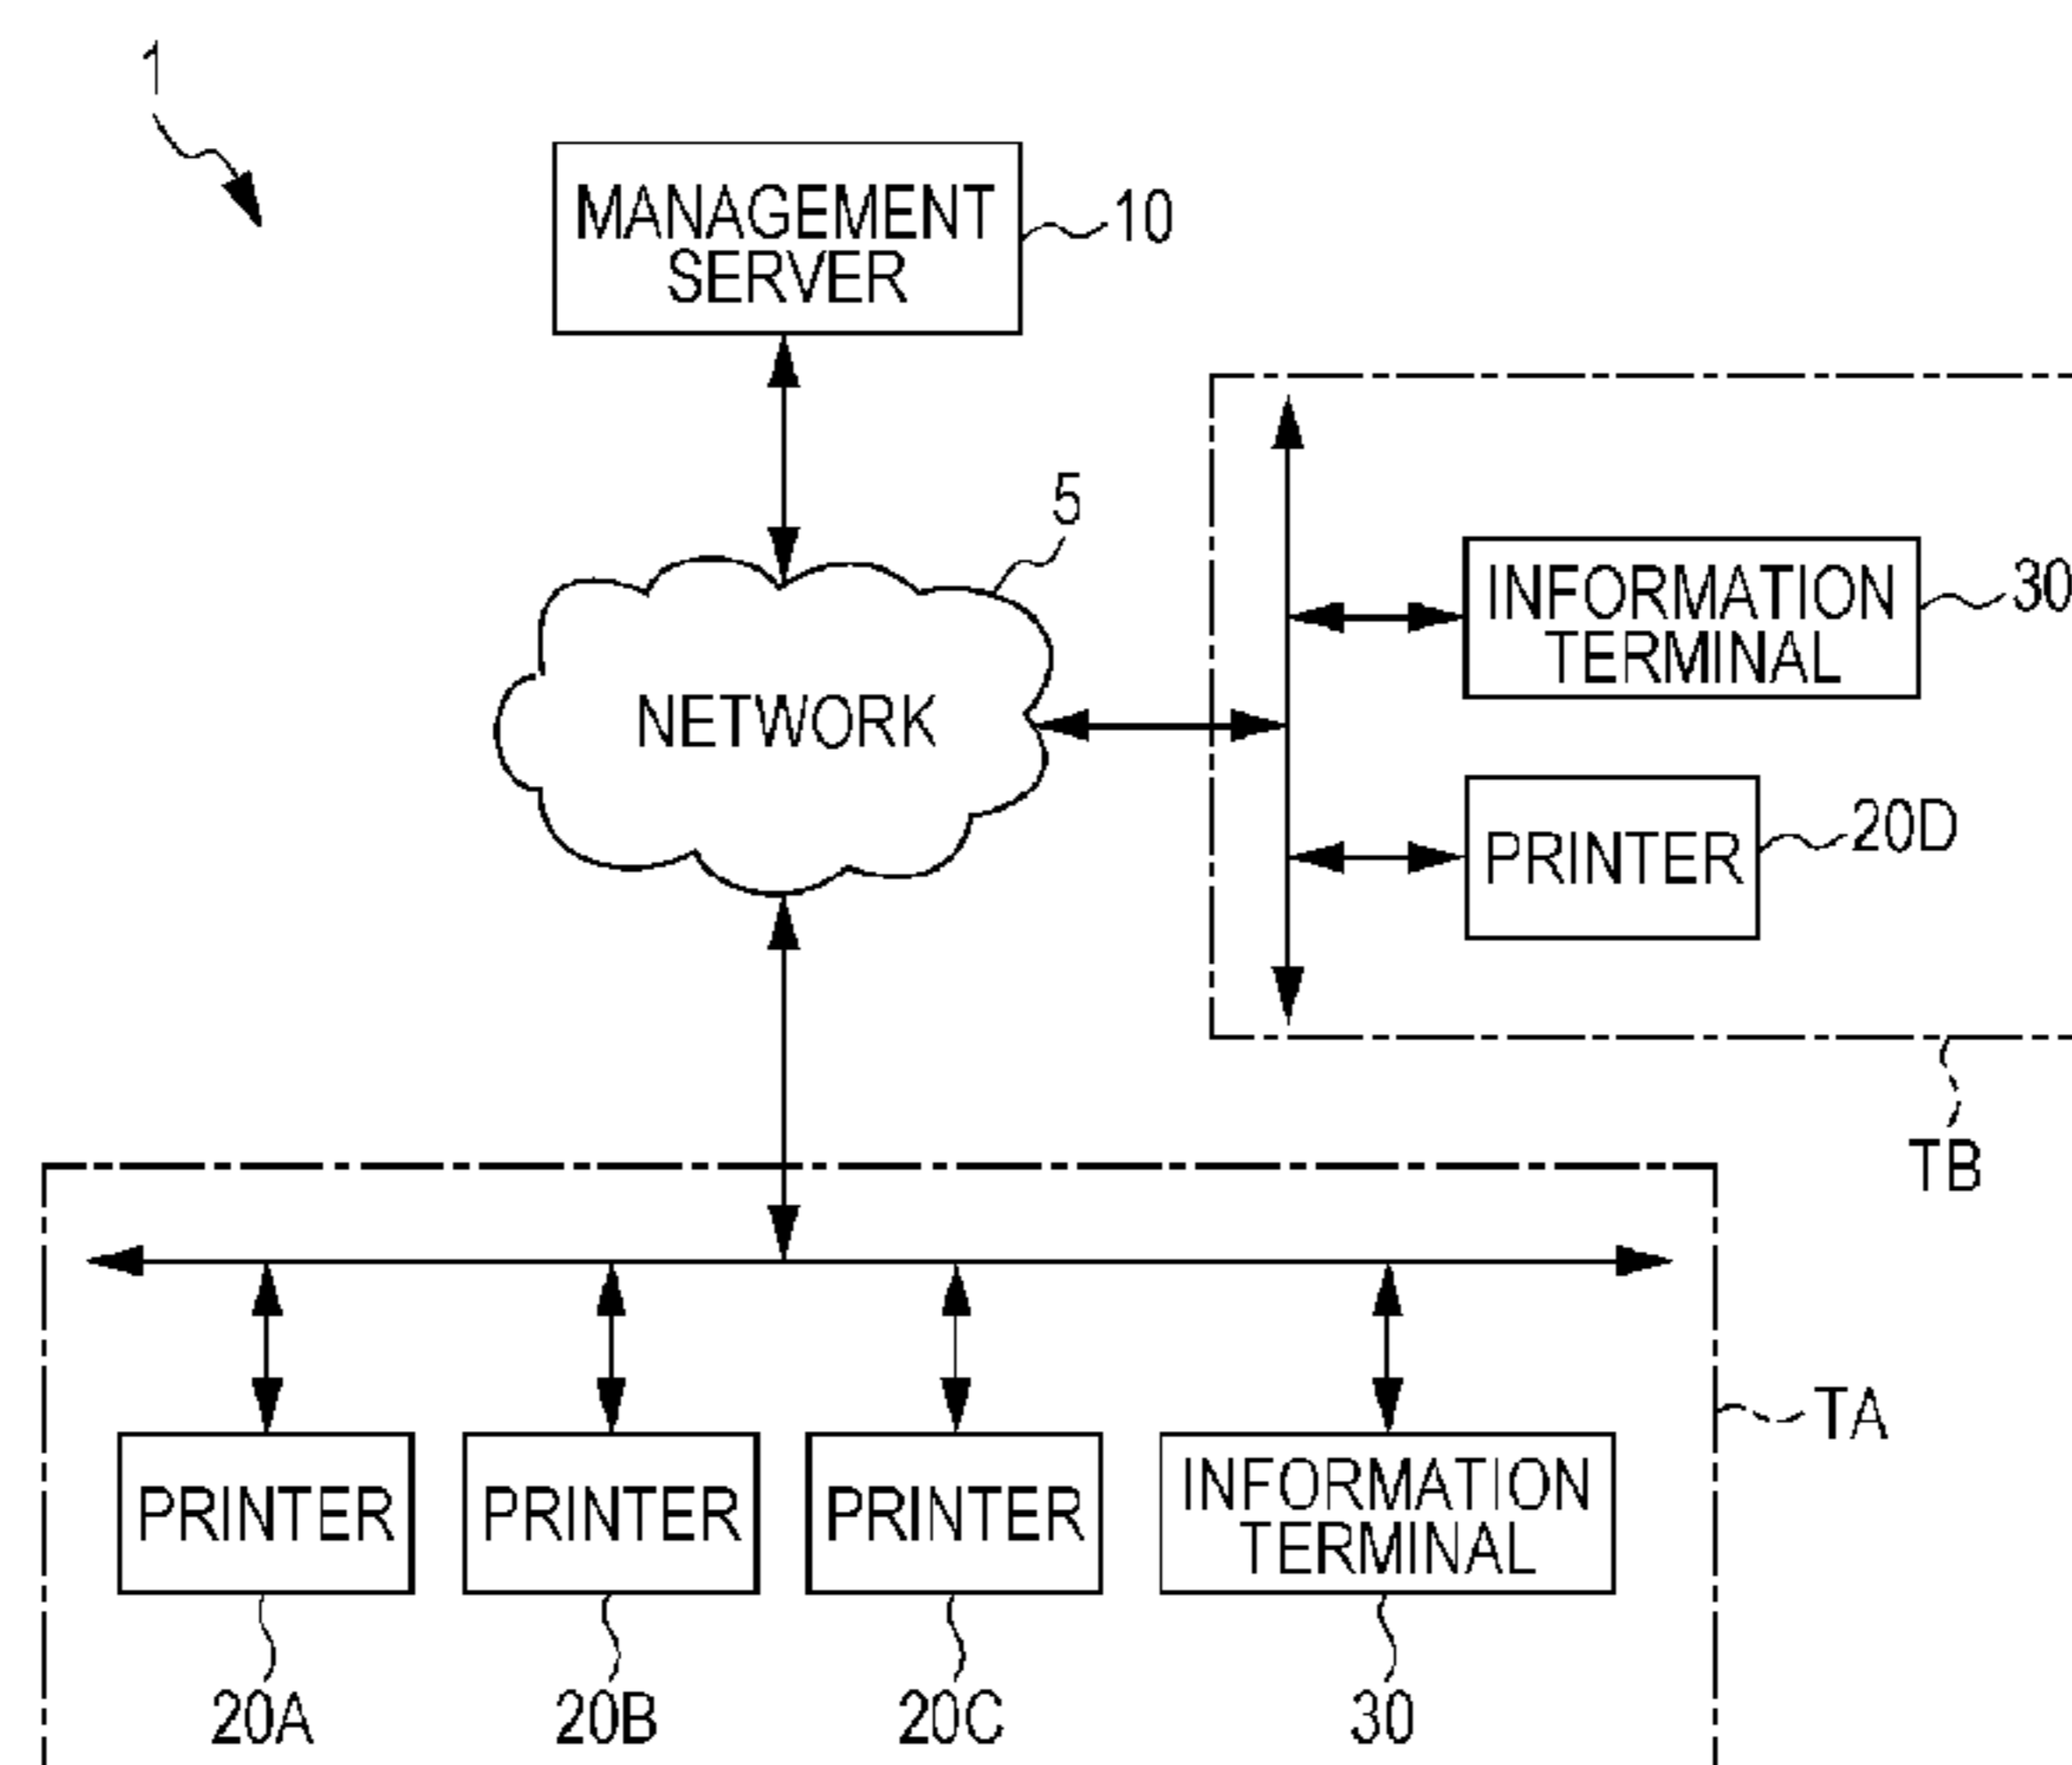 1
MANAGEMENT
SERVER
10
5
NETWORK
INFORMATION
TERMINAL
30
PRINTER
20D
TB
TA
PRINTER
PRINTER
PRINTER
INFORMATION
TERMINAL
20A
20B
20C
30